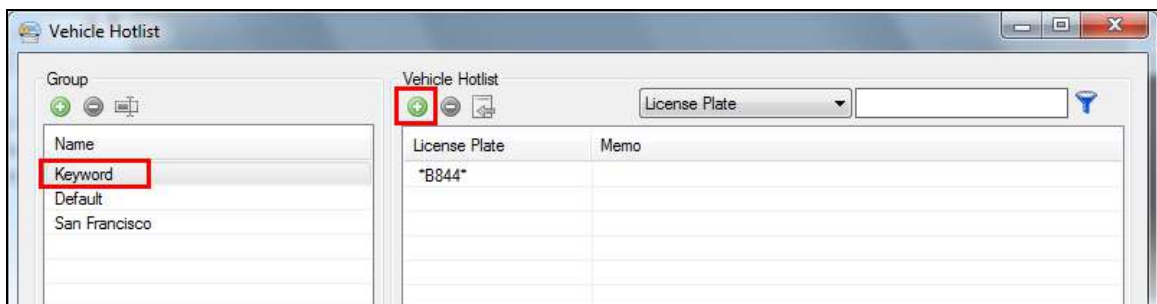 Vehicle Hotlist
Group
Vehicle Hotlist
License Plate
Name
License Plate Memo
Keyword
*B844*
Default
San Francisco